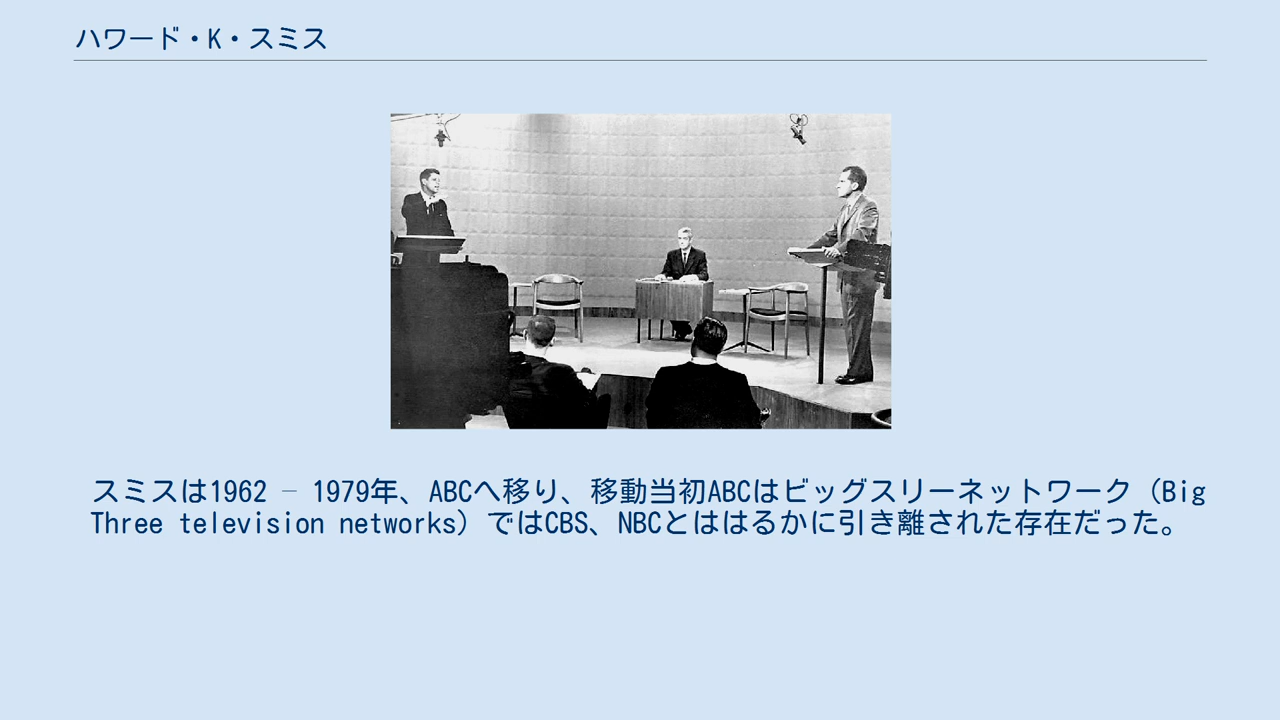 ハワード・K・スミス
スミスは1962 – 1979年、ABCへ移り、移動当初ABCはビッグスリーネットワーク（Big
Three television networks）ではCBS、NBCとははるかに引き離された存在だった。